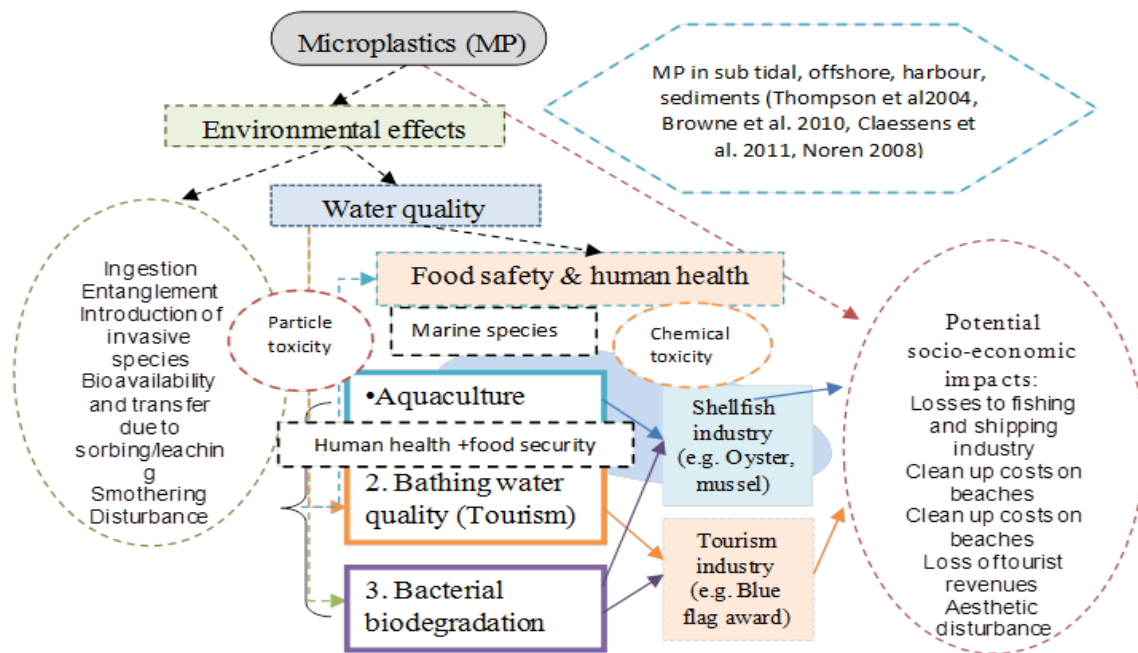 Microplastics (MP)
MP in sub tidal, offshore, harbour,
sediments (Thompson et al2004,
Browne et al. 2010, Claessens et
al. 2011, Noren 2008)
Environmental effects
Water quality
Food safety & human health
Ingestion
Entanglement
Introduction of
invasive
species
Bioavailability
and transfer
due to
sorbing/leachin
g
Smothering
Disturbance
Particle
toxicity
Marine species
Chemical
toxicity
•Aquaculture
Human health +food security
2. Bathing water
quality (Tourism)
3. Bacterial
biodegradation
Shellfish
industry
(e.g. Oyster,
mussel)
Tourism
industry
(e.g. Blue
flag award)
Potential
socio-economic
impacts:
Losses to fishing
and shipping
industry
Clean up costs on
beaches
Clean up costs on
beaches
Loss of tourist
revenues
Aesthetic
disturbance